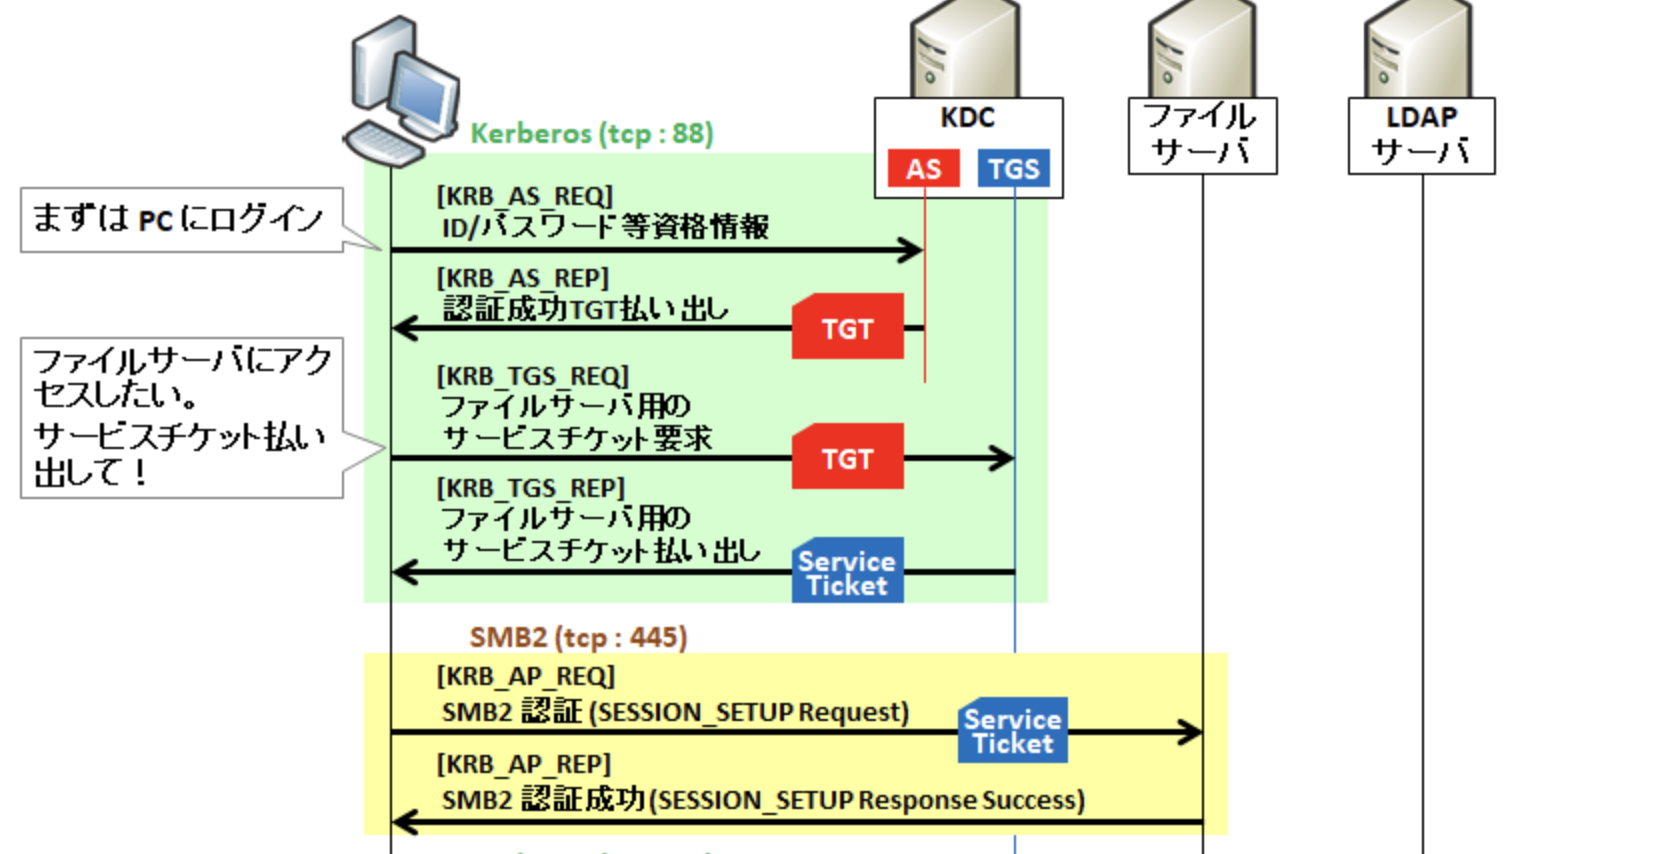 KDC
AS
TGS
ファイル
サーバ
LDAP
サーバ
Kerberos (tcp : 88)
まずは PC にログイン
[KRB_AS_REQ]
ID/パスワード等資格情報
[KRB_AS_REP]
認証成功TGT払い出し
TGT
ファイルサーバにアク
セスしたい。
サービスチケット払い
出して！
[KRB_TGS_REQ]
ファイルサーバ用の
サービスチケット要求
TGT
[KRB_TGS_REP]
ファイルサーバ用の
サービスチケット払い出し
Service
Ticket
SMB2 (tcp : 445)
[KRB_AP_REQ]
SMB2 認証 (SESSION_SETUP Request)
Service
Ticket
[KRB_AP_REP]
SMB2 認証成功 (SESSION_SETUP Response Success)